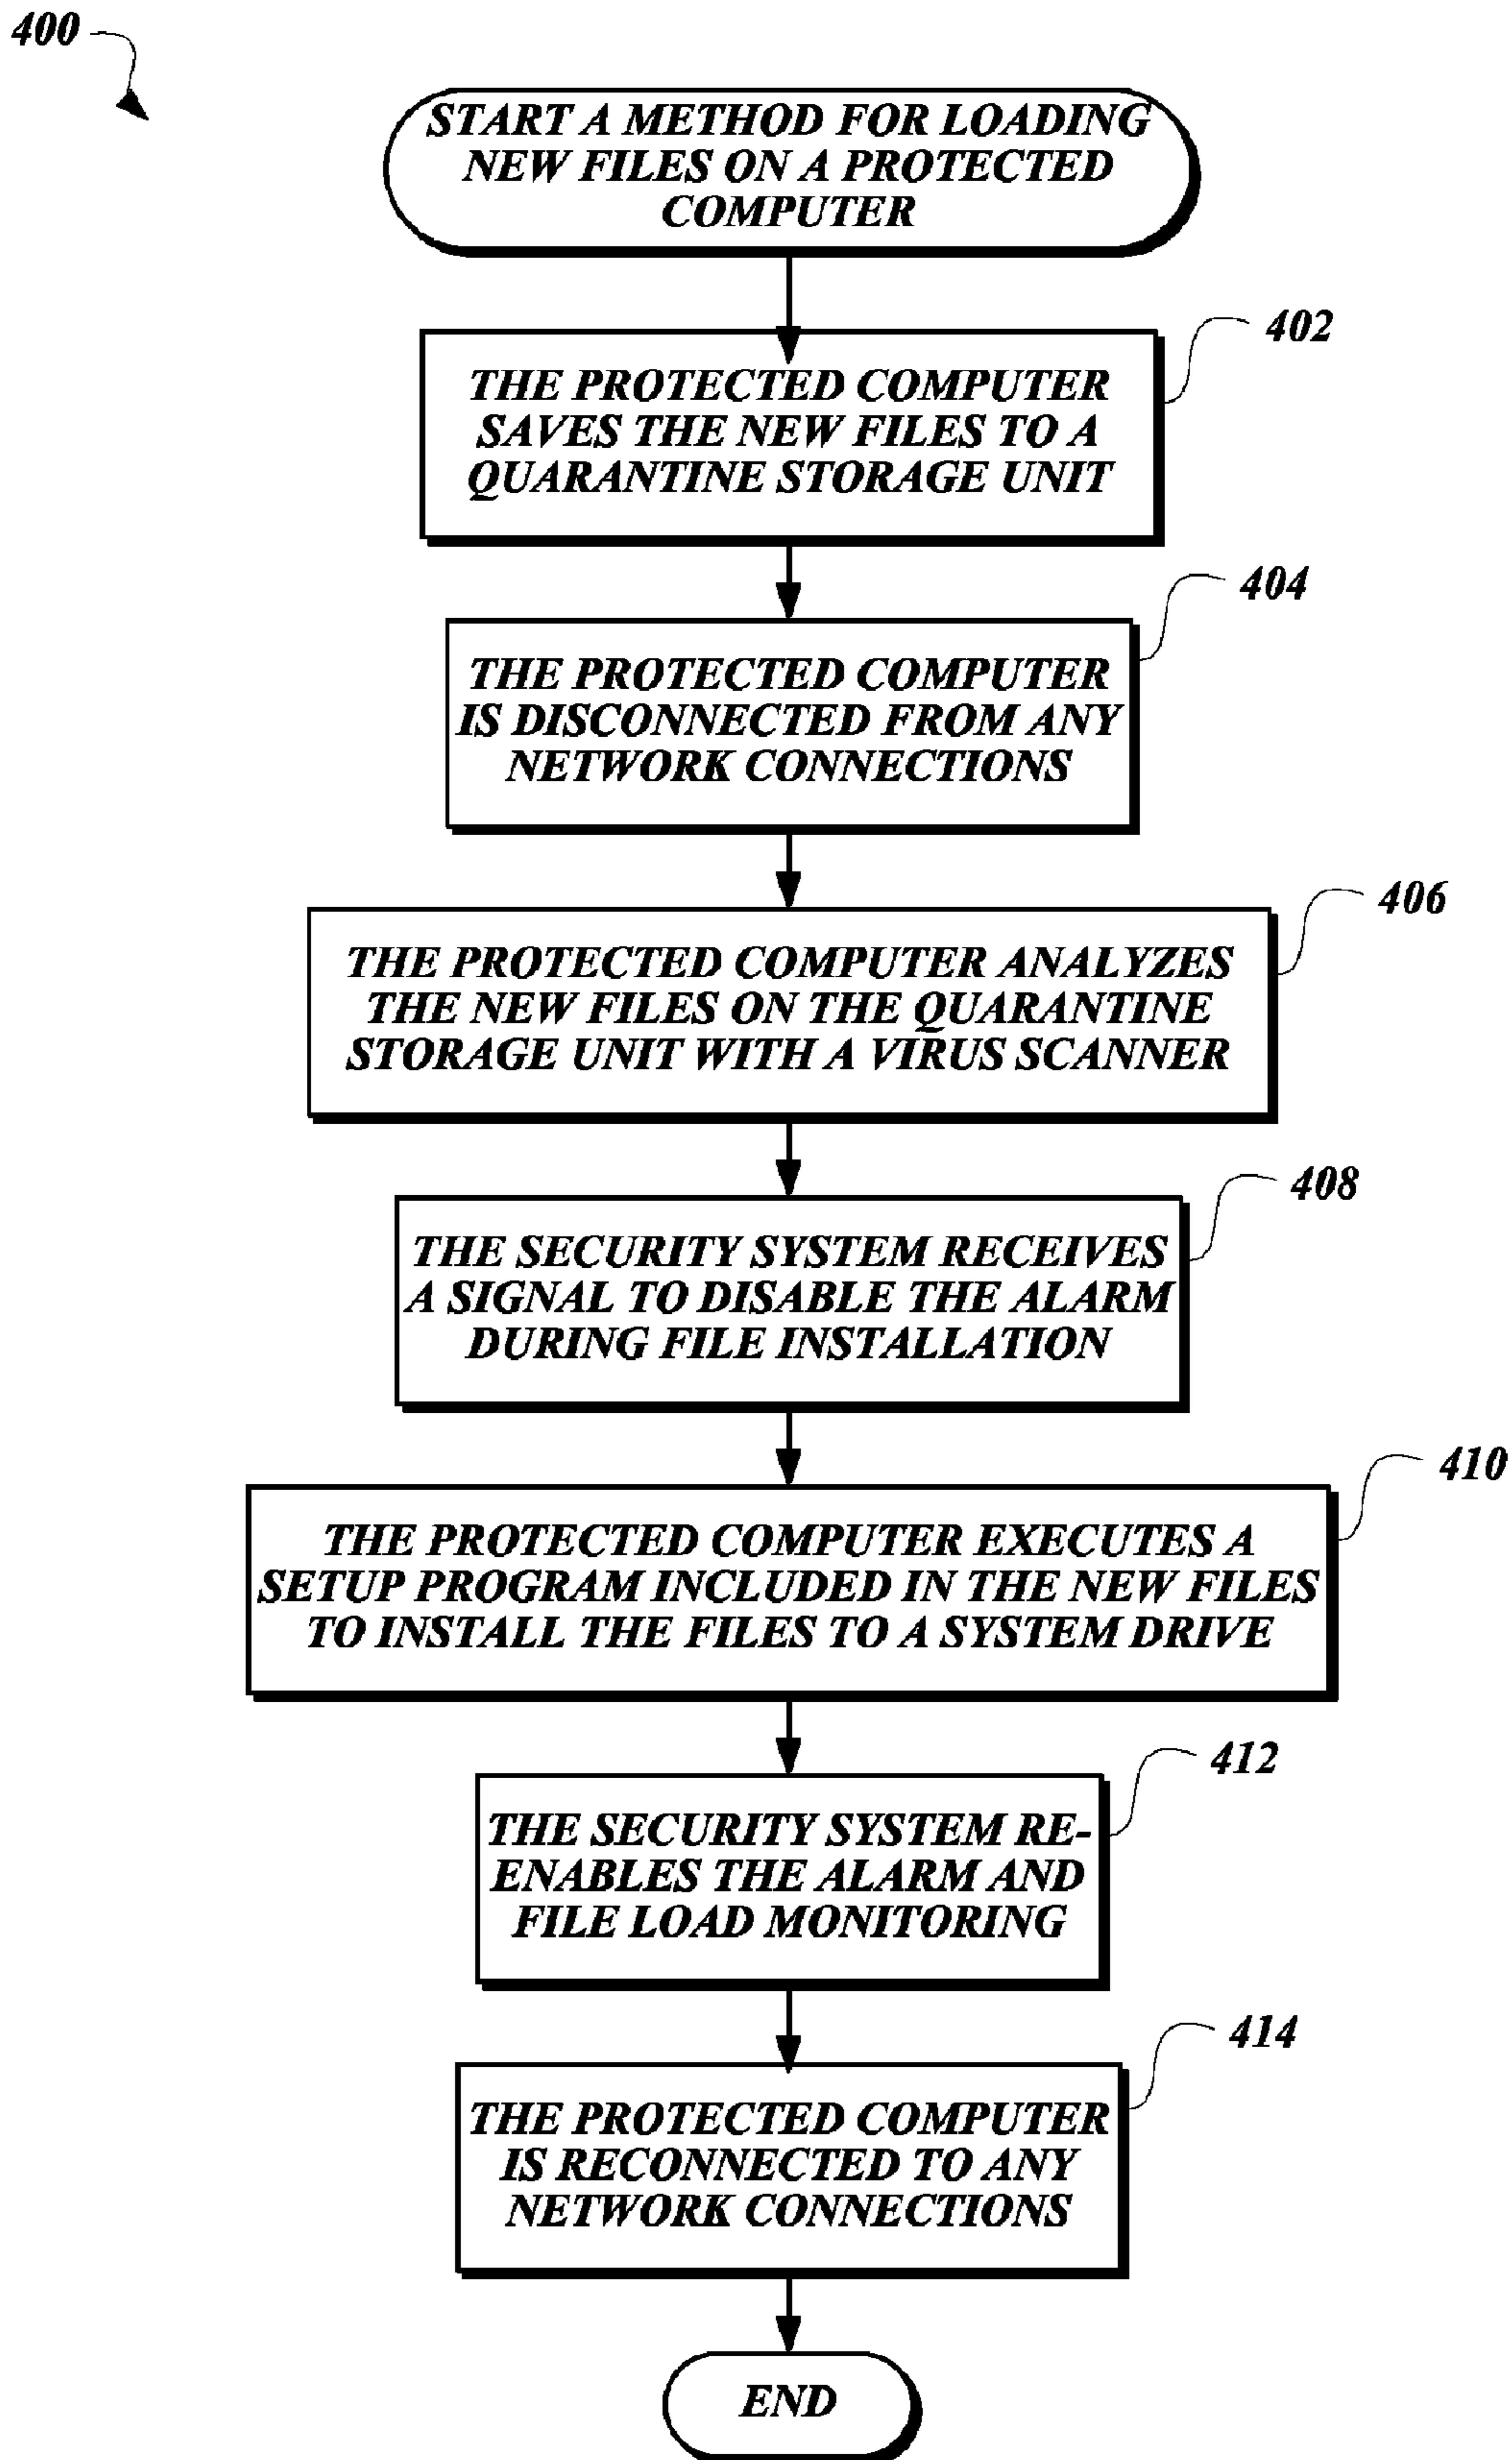 400
START A METHOD FOR LOADING
NEW FILES ON A PROTECTED
COMPUTER
402
THE PROTECTED COMPUTER
SAVES THE NEW FILES TO A
QUARANTINE STORAGE UNIT
404
THE PROTECTED COMPUTER
IS DISCONNECTED FROM ANY
NETWORK CONNECTIONS
406
THE PROTECTED COMPUTER ANALYZES
THE NEW FILES ON THE QUARANTINE
STORAGE UNIT WITH A VIRUS SCANNER
408
THE SECURITY SYSTEM RECEIVES
A SIGNAL TO DISABLE THE ALARM
DURING FILE INSTALLATION
410
THE PROTECTED COMPUTER EXECUTES A
SETUP PROGRAM INCLUDED IN THE NEW FILES
TO INSTALL THE FILES TO A SYSTEM DRIVE
412
THE SECURITY SYSTEM RE-
ENABLES THE ALARM AND
FILE LOAD MONITORING
414
THE PROTECTED COMPUTER
IS RECONNECTED TO ANY
NETWORK CONNECTIONS
END